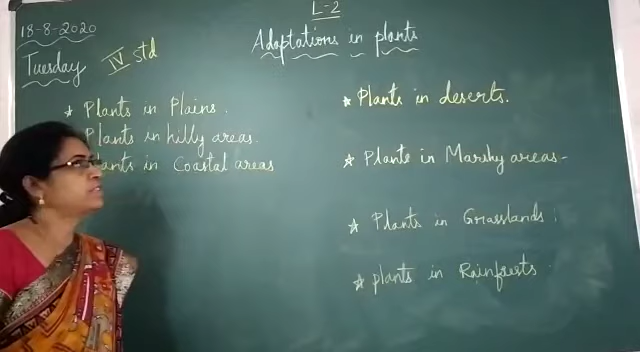 L-2
18-8-2020
Tuesday
IV std
Adaptations in plants
* Plants in Plains.
Plants in hilly areas.
Plants in Coastal areas
* Plants in deserts.
* Plants in Marshy areas-
* Plants in Grasslands.
* plants in Rainforests